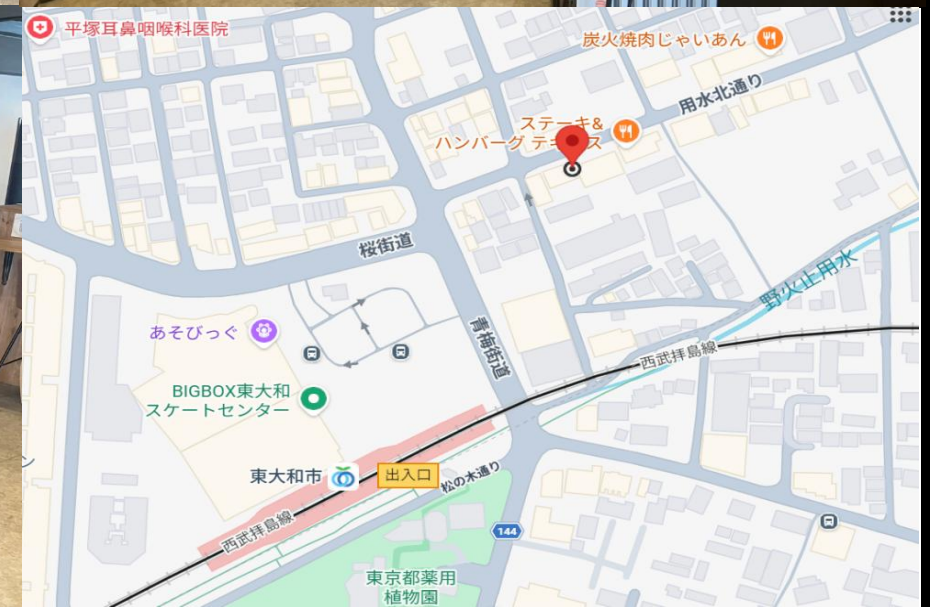 平塚耳鼻咽喉科医院
炭火焼肉じゃいあん
用水北通り
ステーキ&
ハンバーグ テキ ス
桜街道
野火止用水
あそびっぐ
青梅街道
西武拝島線
BIGBOX東大和
スケートセンター
東大和市
出入口
松の木通り
西武拝島線
144
東京都薬用
植物園
ン